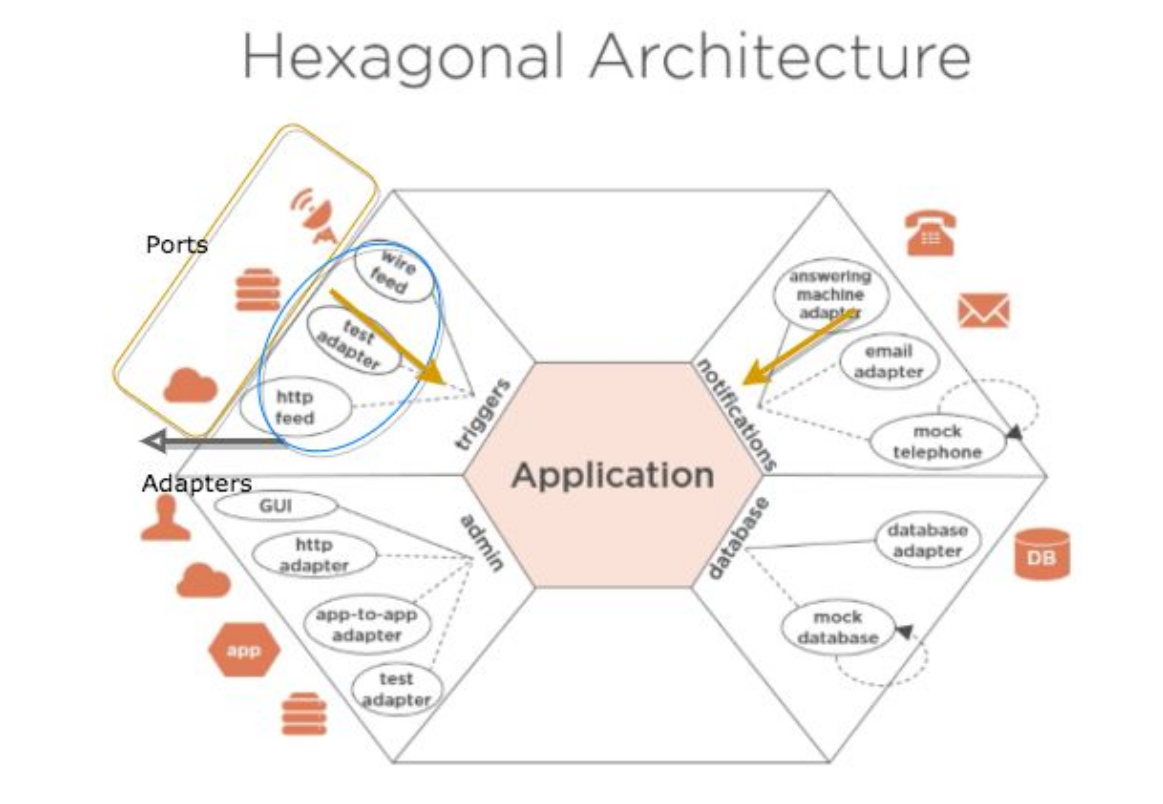 Hexagonal Architecture
Ports
wire
feed
test
adapter
http
feed
triggers
answering
machine
adapter
email
adapter
mock
telephone
notifications
Application
Adapters
GUI
http
adapter
app-to-app
adapter
test
adapter
admin
app
database
database
adapter
mock
database
DB